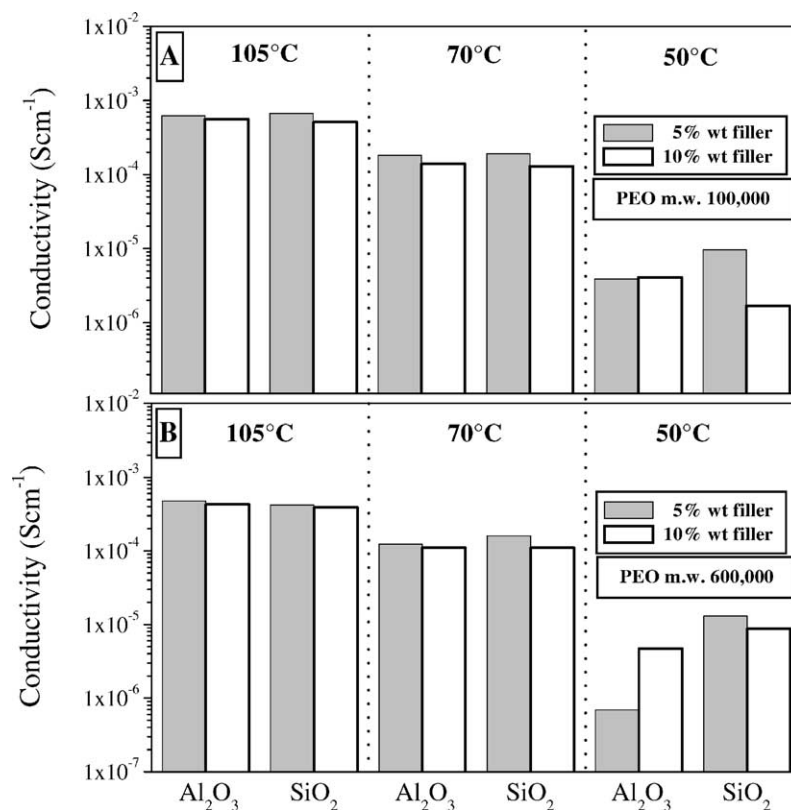 1x10⁻²
A
105°C
70°C
50°C
1x10⁻³
5% wt filler
10% wt filler
1x10⁻⁴
PEO m.w. 100,000
1x10⁻⁵
1x10⁻⁶
Conductivity (Scm⁻¹)
1x10⁻²
B
105°C
70°C
50°C
1x10⁻³
5% wt filler
10% wt filler
1x10⁻⁴
PEO m.w. 600,000
1x10⁻⁵
1x10⁻⁶
1x10⁻⁷
Conductivity (Scm⁻¹)
Al₂O₃ SiO₂ Al₂O₃ SiO₂ Al₂O₃ SiO₂